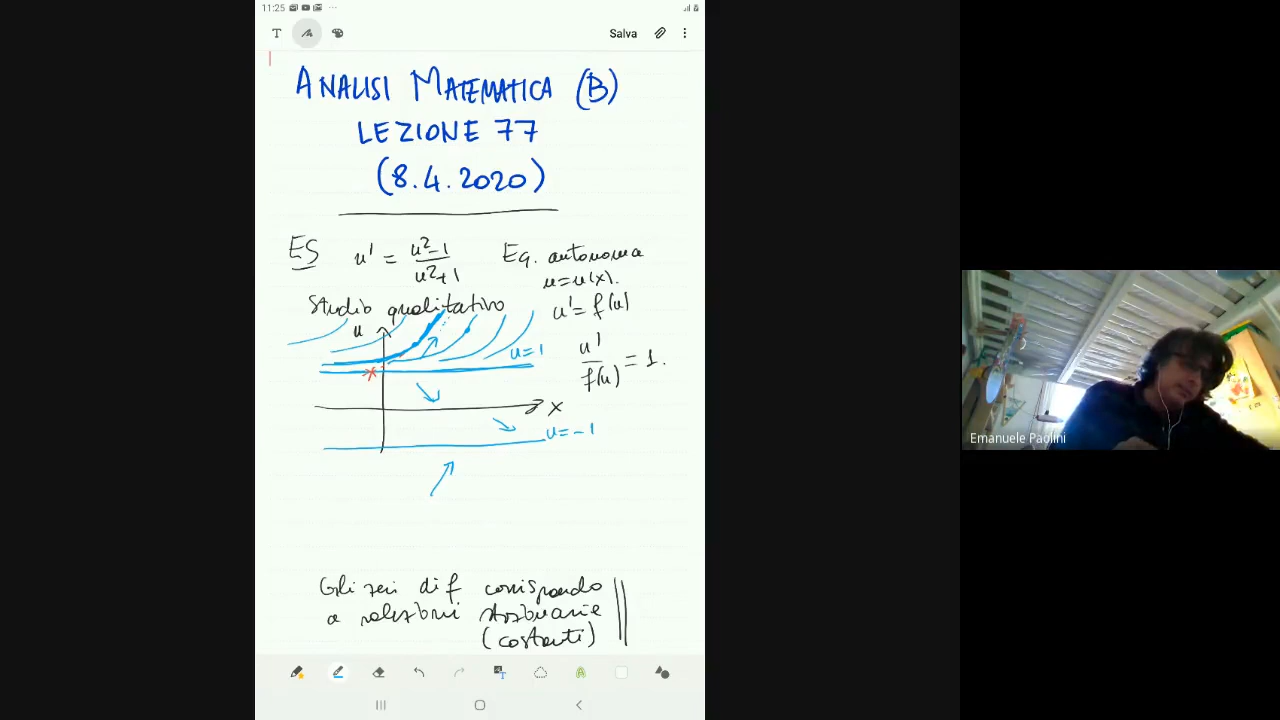 11:25
T
Salva
ANALISI MATEMATICA (B)
LEZIONE 77
(8.4.2020)
ES u' = u²-1 / u²+1 Eq. autonoma
u=u(x).
Studio qualitativo u'= f(u)
u
u=1
u' / f(u) = 1.
x
u=-1
Gli zeri di f corrispondo
a soluzioni stazionarie
(costanti)
Emanuele Paolini